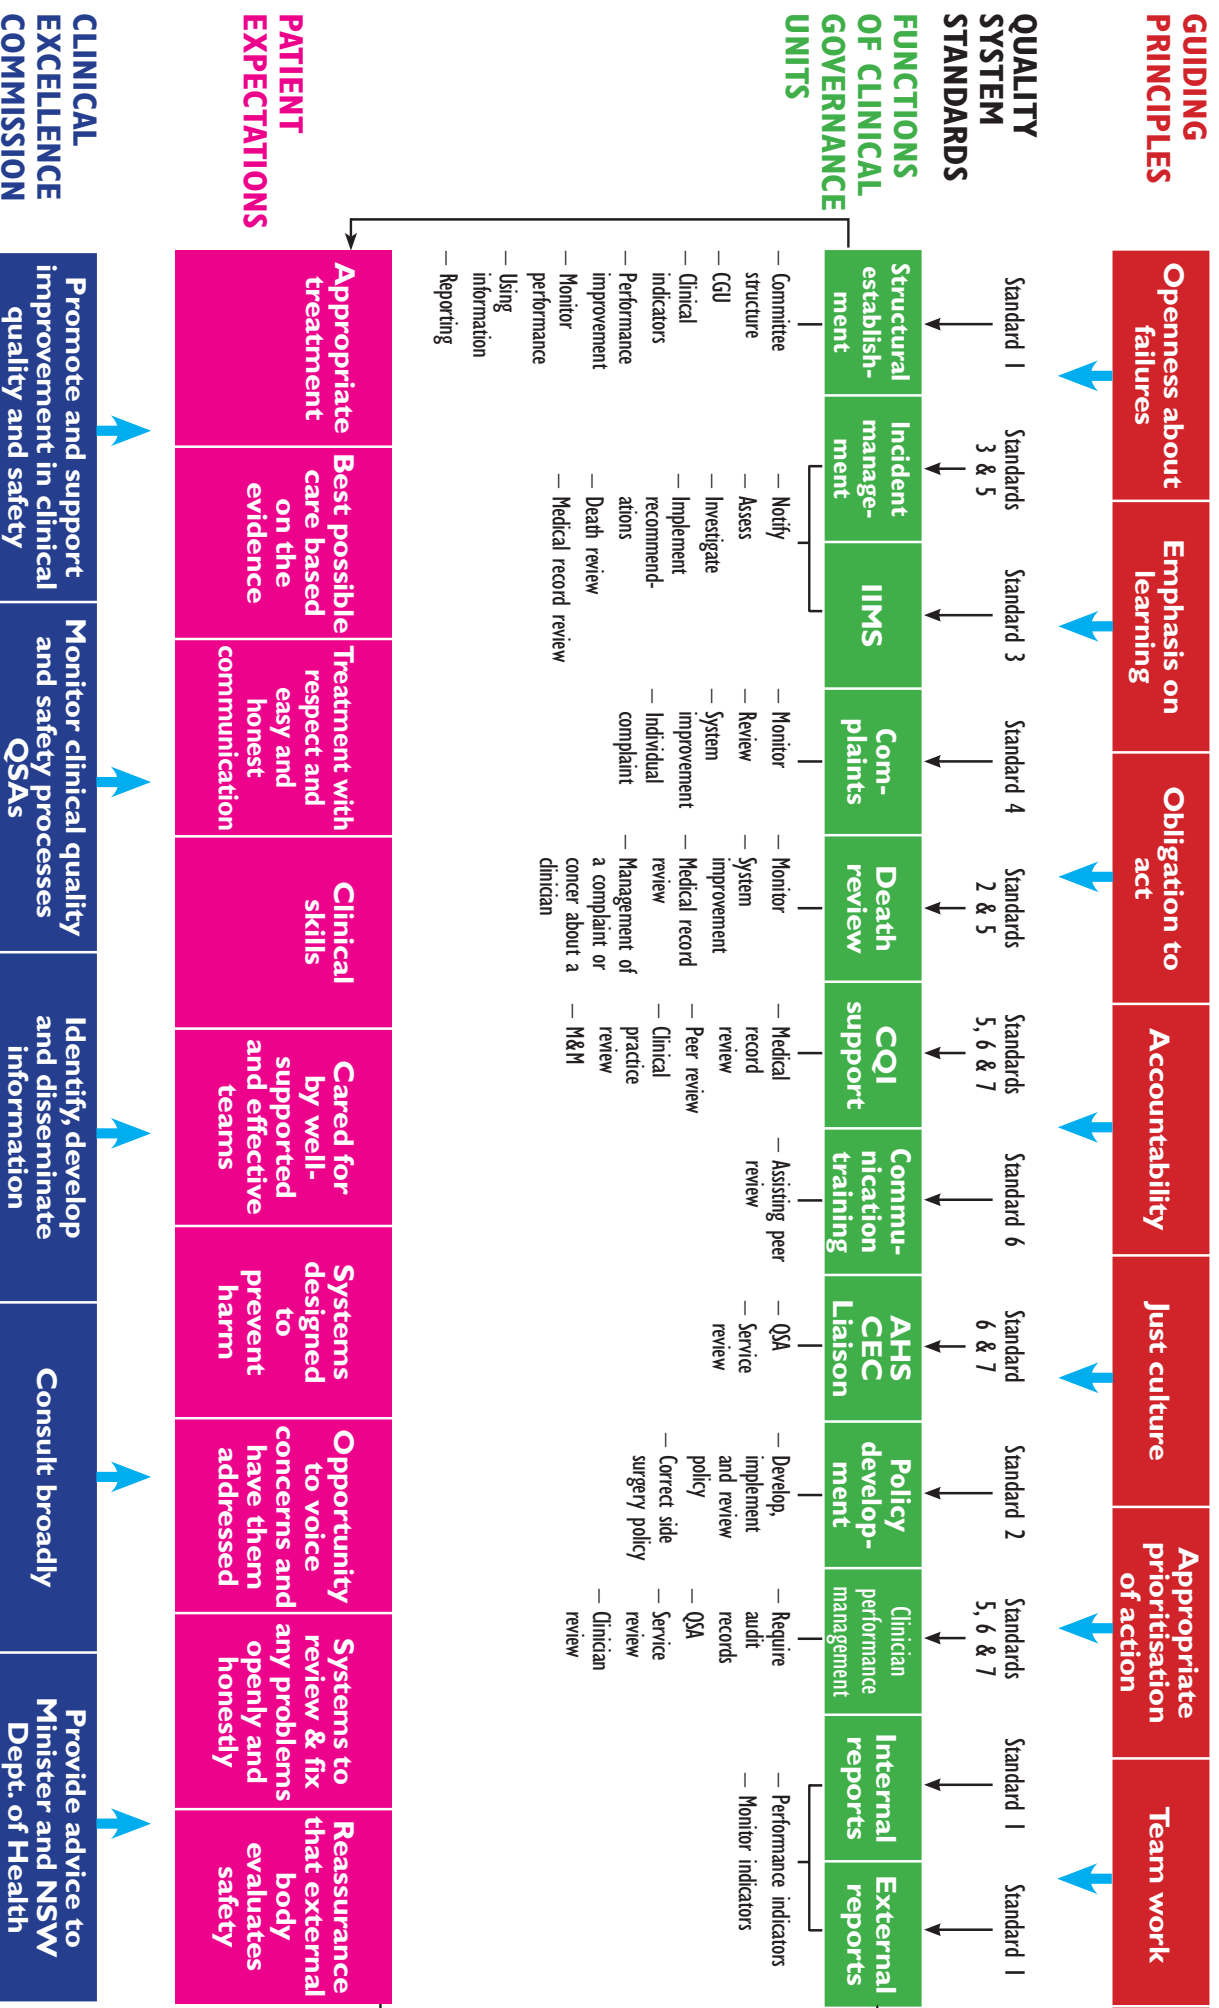 GUIDING
PRINCIPLES
Openness about
failures
Emphasis on
learning
Obligation to
act
Accountability
Just culture
Appropriate
prioritisation
of action
Team work
QUALITY
SYSTEM
STANDARDS
Standard 1
Standards
3 & 5
Standard 3
Standard 4
Standards
2 & 5
Standards
5, 6 & 7
Standard 6
Standard
6 & 7
Standard 2
Standards
5, 6 & 7
Standard 1
Standard 1
FUNCTIONS
OF CLINICAL
GOVERNANCE
UNITS
Structural
establish-
ment
Incident
manage-
ment
IIMS
Com-
plaints
Death
review
CQI
support
Commu-
nication
training
AHS
CEC
Liaison
Policy
develop-
ment
Clinician
performance
management
Internal
reports
External
reports
– Committee
structure
– CGU
– Clinical
indicators
– Performance
improvement
– Monitor
performance
– Using
information
– Reporting
– Notify
– Assess
– Investigate
– Implement
recommend-
ations
– Death review
– Medical record review
– Monitor
– Review
– System
improvement
– Individual
complaint
– Monitor
– System
improvement
– Medical record
review
– Management of
a complaint or
concer about a
clinician
– Medical
record
review
– Peer review
– Clinical
practice
review
– M&M
– Assisting peer
review
– QSA
– Service
review
– Develop,
implement
and review
policy
– Correct side
surgery policy
– Require
audit
records
– QSA
– Service
review
– Clinician
review
– Performance indicators
– Monitor indicators
PATIENT
EXPECTATIONS
Appropriate
treatment
Best possible
care based
on the
evidence
Treatment with
respect and
easy and
honest
communication
Clinical
skills
Cared for
by well-
supported
and effective
teams
Systems
designed
to
prevent
harm
Opportunity
to voice
concerns and
have them
addressed
Systems to
review & fix
any problems
openly and
honestly
Reassurance
that external
body
evaluates
safety
CLINICAL
EXCELLENCE
COMMISSION
Promote and support
improvement in clinical
quality and safety
Monitor clinical quality
and safety processes
QSAs
Identify, develop
and disseminate
information
Consult broadly
Provide advice to
Minister and NSW
Dept. of Health